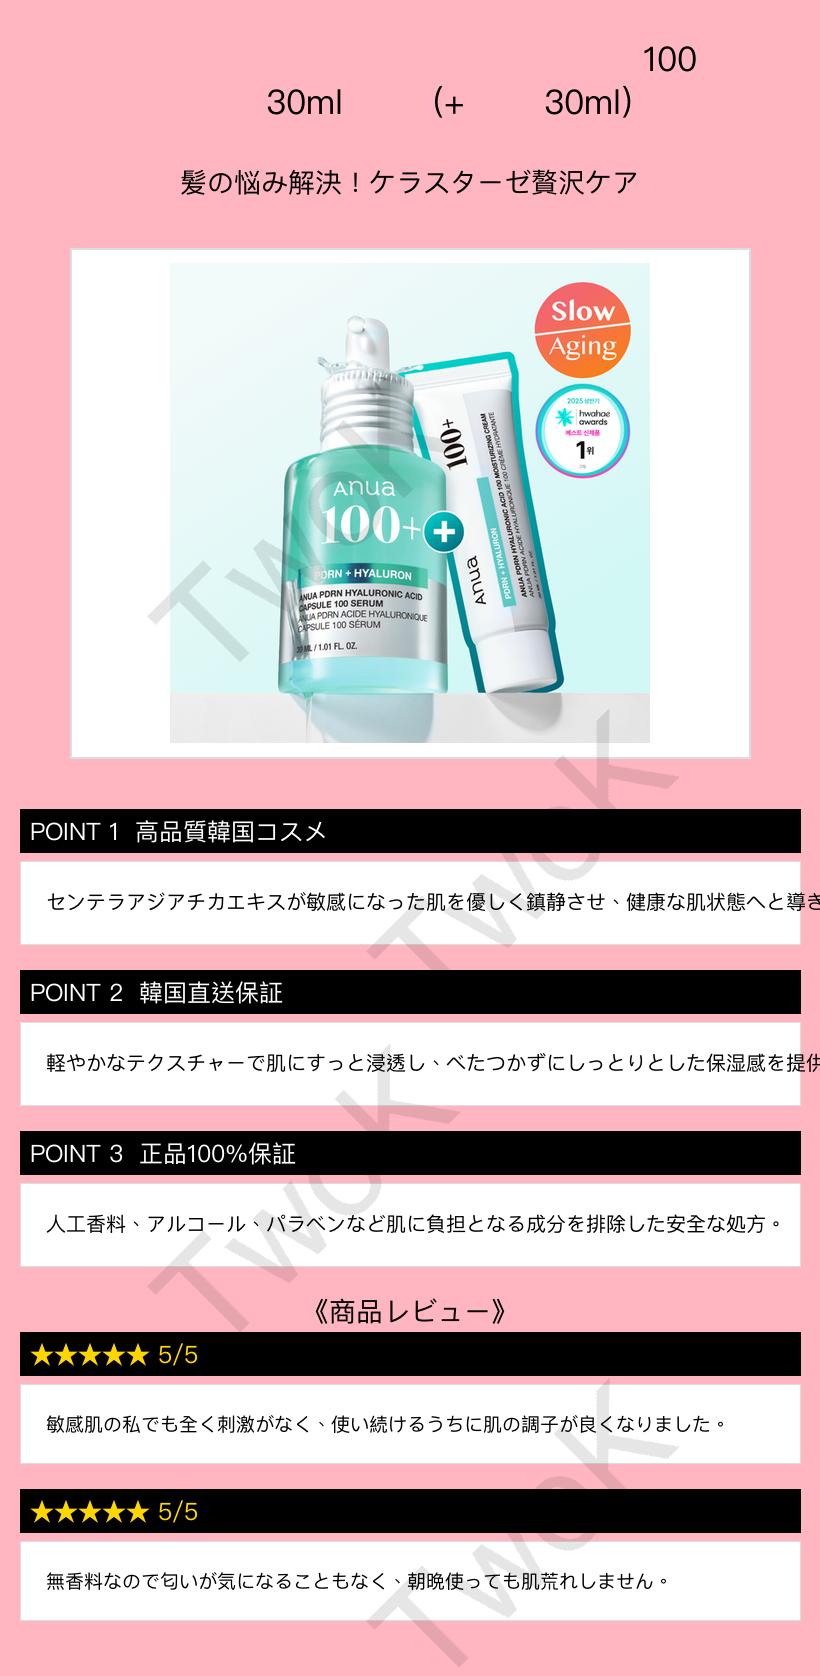 100
30ml (+ 30ml)
髪の悩み解決！ケラスターゼ贅沢ケア
Slow
Aging
2025 상반기
hwahae
awards
베스트 신제품
1위
Anua
100+
PDRN + HYALURON
ANUA PDRN HYALURONIC ACID
CAPSULE 100 SERUM
ANUA PDRN ACIDE HYALURONIQUE
CAPSULE 100 SÉRUM
30 ML / 1.01 FL. OZ.
100+
Anua
PDRN + HYALURON
ANUA PDRN HYALURONIC ACID 100 MOISTURIZING CREAM
ANUA PDRN ACIDE HYALURONIQUE 100 CRÈME HYDRATANTE
POINT 1 高品質韓国コスメ
センテラアジアチカエキスが敏感になった肌を優しく鎮静させ、健康な肌状態へと導き
POINT 2 韓国直送保証
軽やかなテクスチャーで肌にすっと浸透し、べたつかずにしっとりとした保湿感を提供
POINT 3 正品100%保証
人工香料、アルコール、パラベンなど肌に負担となる成分を排除した安全な処方。
《商品レビュー》
★★★★★ 5/5
敏感肌の私でも全く刺激がなく、使い続けるうちに肌の調子が良くなりました。
★★★★★ 5/5
無香料なので匂いが気になることもなく、朝晩使っても肌荒れしません。
TwoK
TwoK
TwoK
TwoK